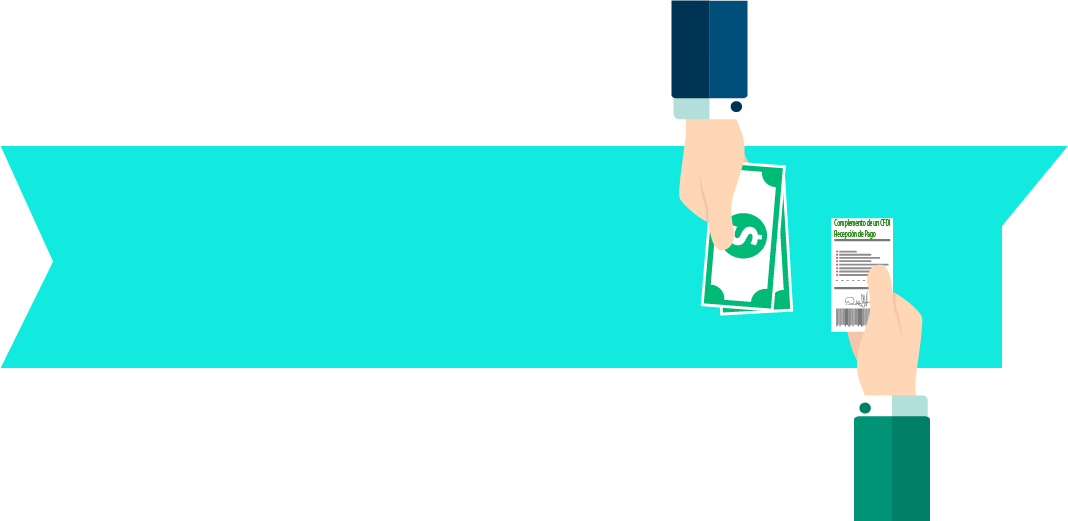 $
Complemento de un CFDI
Recepción de Pago